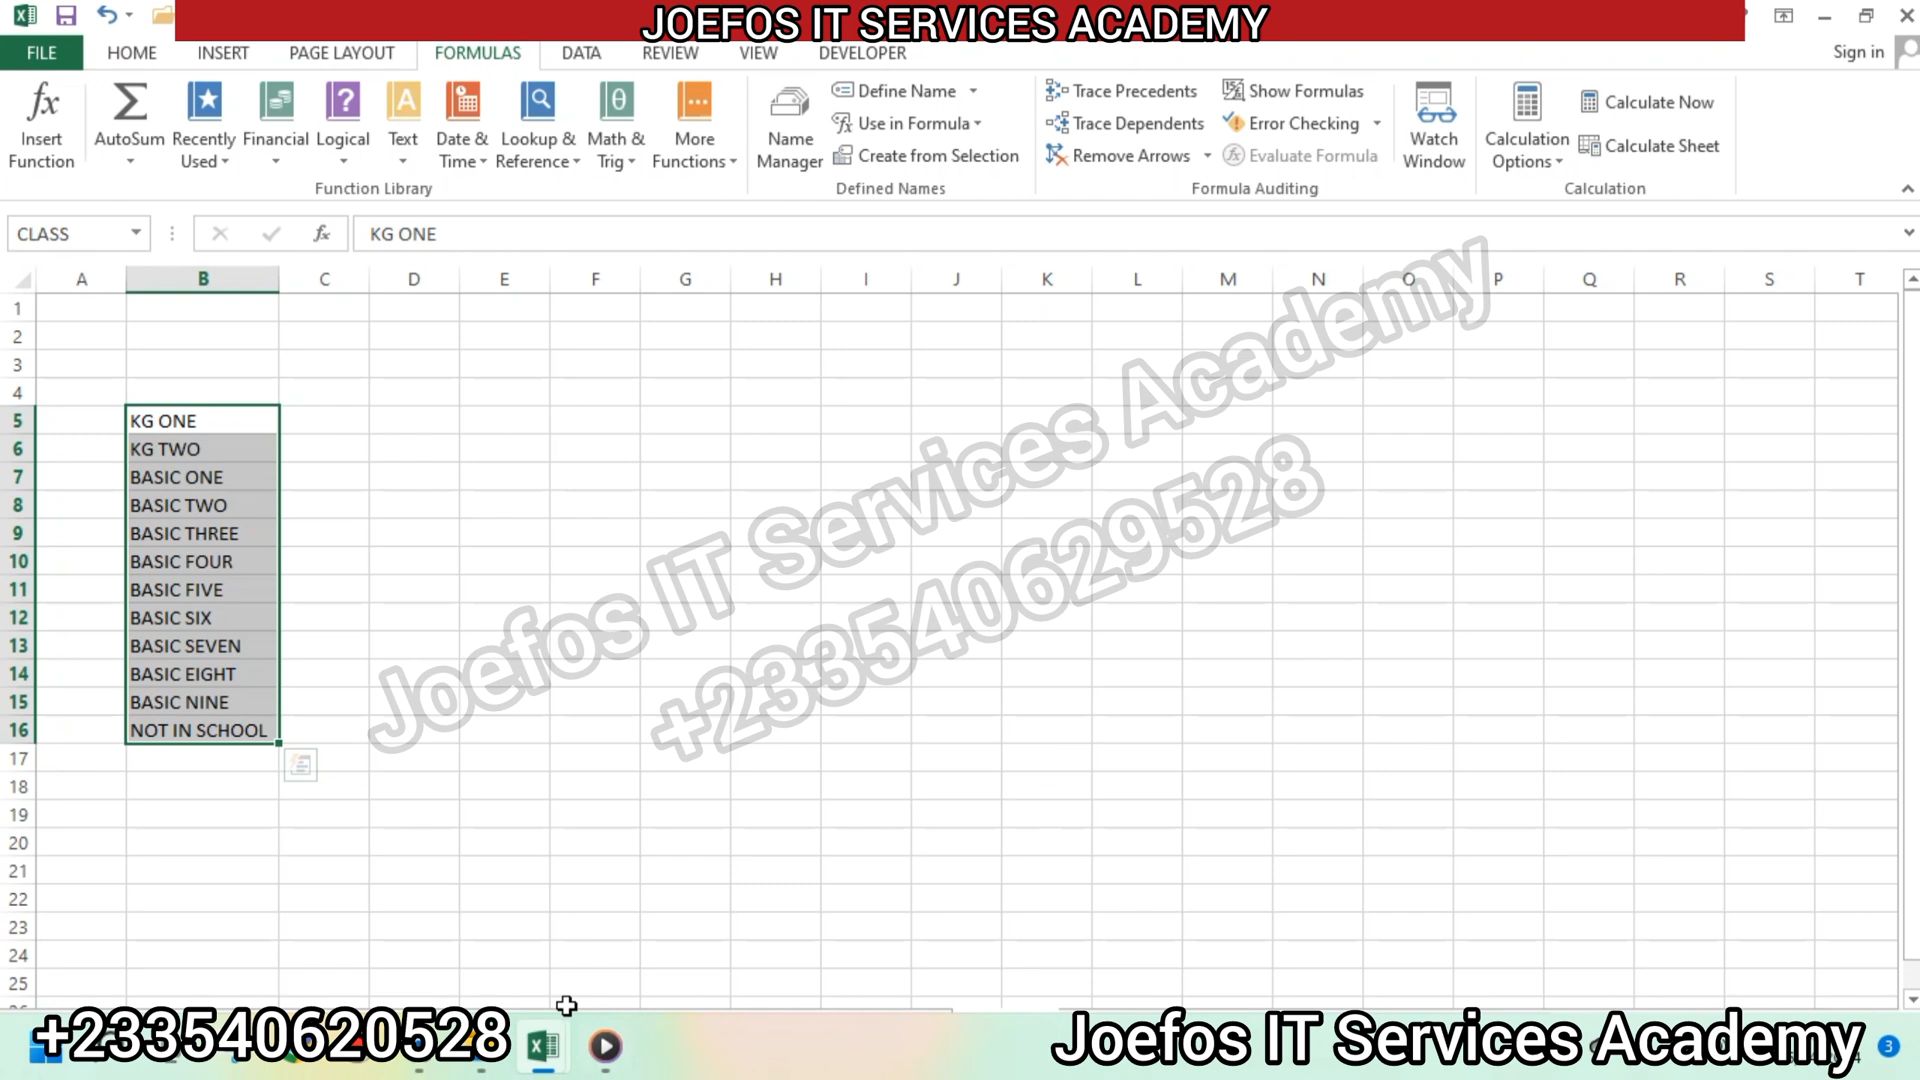 JOEFOS IT SERVICES ACADEMY
FILE HOME INSERT PAGE LAYOUT FORMULAS DATA REVIEW VIEW DEVELOPER Sign in
Insert Function
AutoSum
Recently Used
Financial
Logical
Text
Date & Time
Lookup & Reference
Math & Trig
More Functions
Function Library
Name Manager
Define Name
Use in Formula
Create from Selection
Defined Names
Trace Precedents
Trace Dependents
Remove Arrows
Show Formulas
Error Checking
Evaluate Formula
Formula Auditing
Watch Window
Calculation Options
Calculate Now
Calculate Sheet
Calculation
CLASS fx KG ONE
A B C D E F G H I J K L M N O P Q R S T
1
2
3
4
5 KG ONE
6 KG TWO
7 BASIC ONE
8 BASIC TWO
9 BASIC THREE
10 BASIC FOUR
11 BASIC FIVE
12 BASIC SIX
13 BASIC SEVEN
14 BASIC EIGHT
15 BASIC NINE
16 NOT IN SCHOOL
17
18
19
20
21
22
23
24
25
Joefos IT Services Academy
+233540629528
+233540620528
Joefos IT Services Academy
3